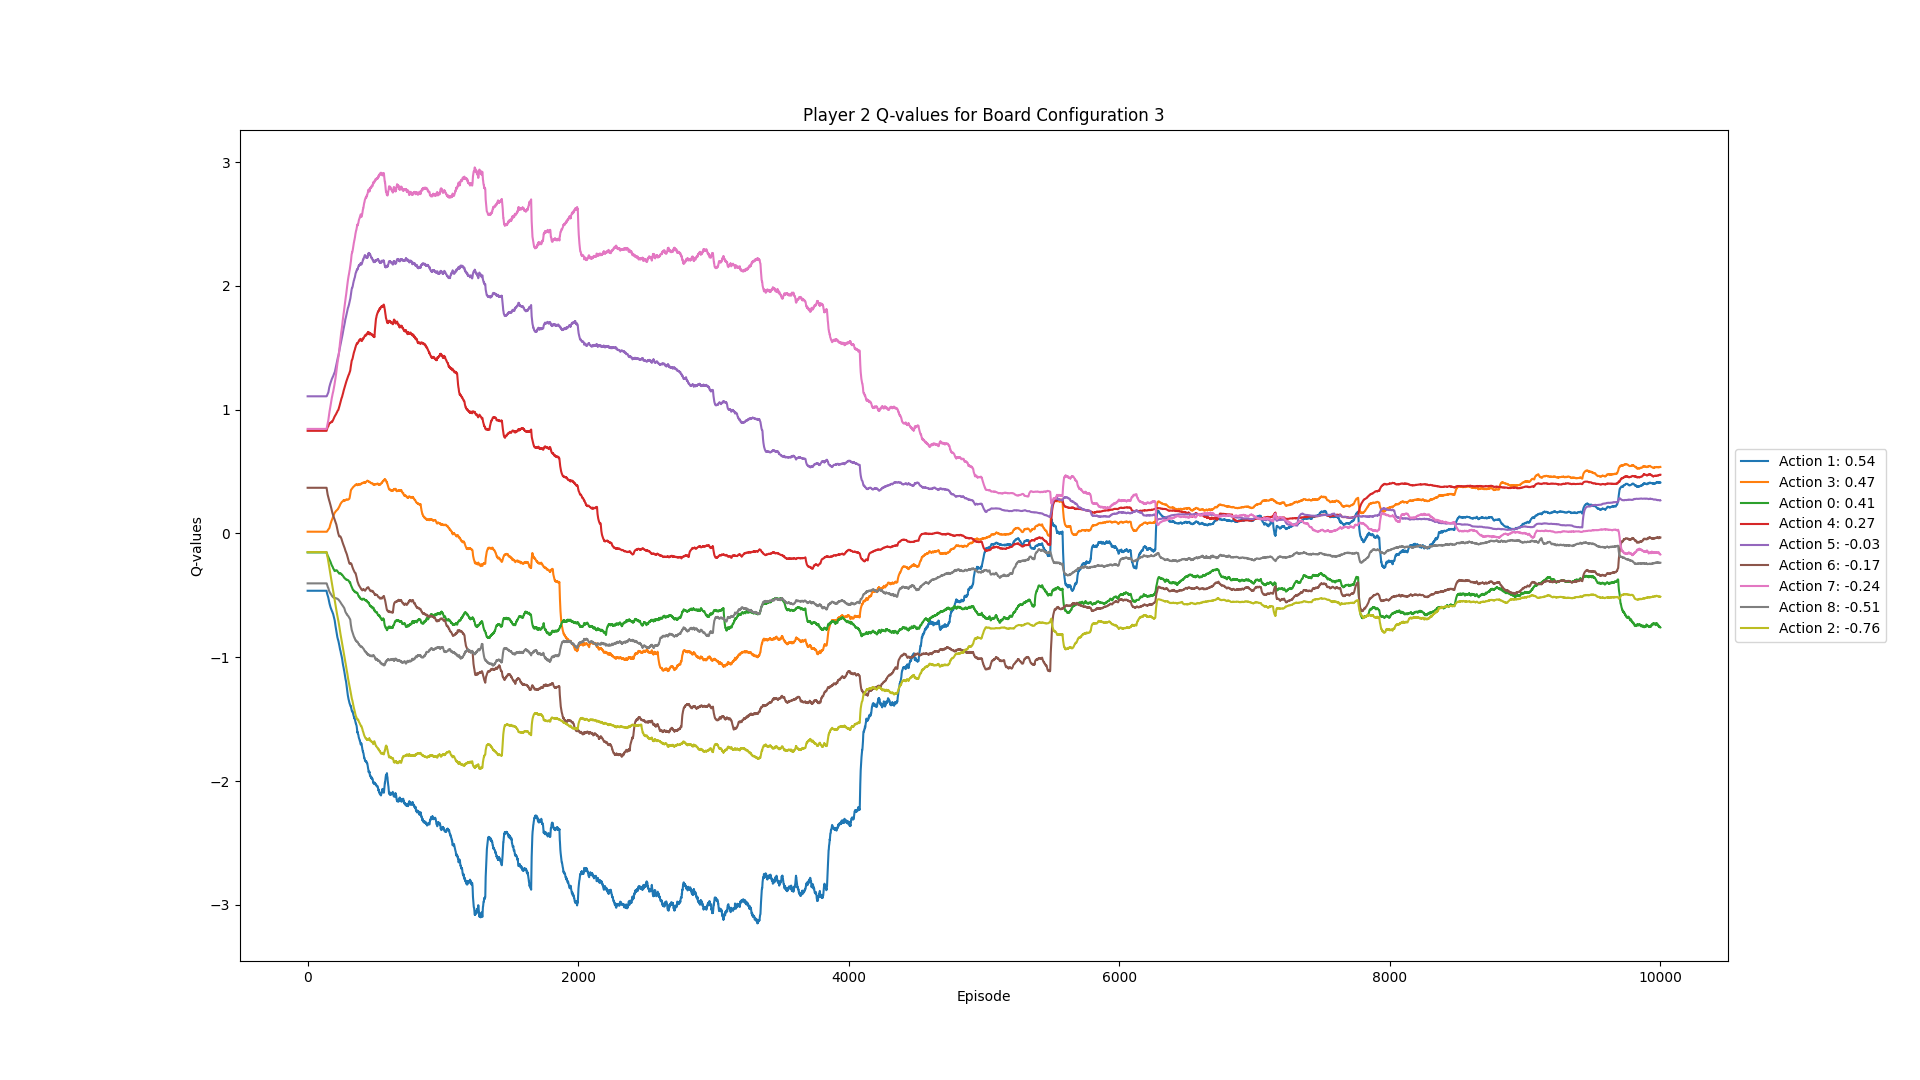 Player 2 Q-values for Board Configuration 3
3
2
1
0
−1
−2
−3
Q-values
0
2000
4000
6000
8000
10000
Episode
Action 1: 0.54
Action 3: 0.47
Action 0: 0.41
Action 4: 0.27
Action 5: -0.03
Action 6: -0.17
Action 7: -0.24
Action 8: -0.51
Action 2: -0.76